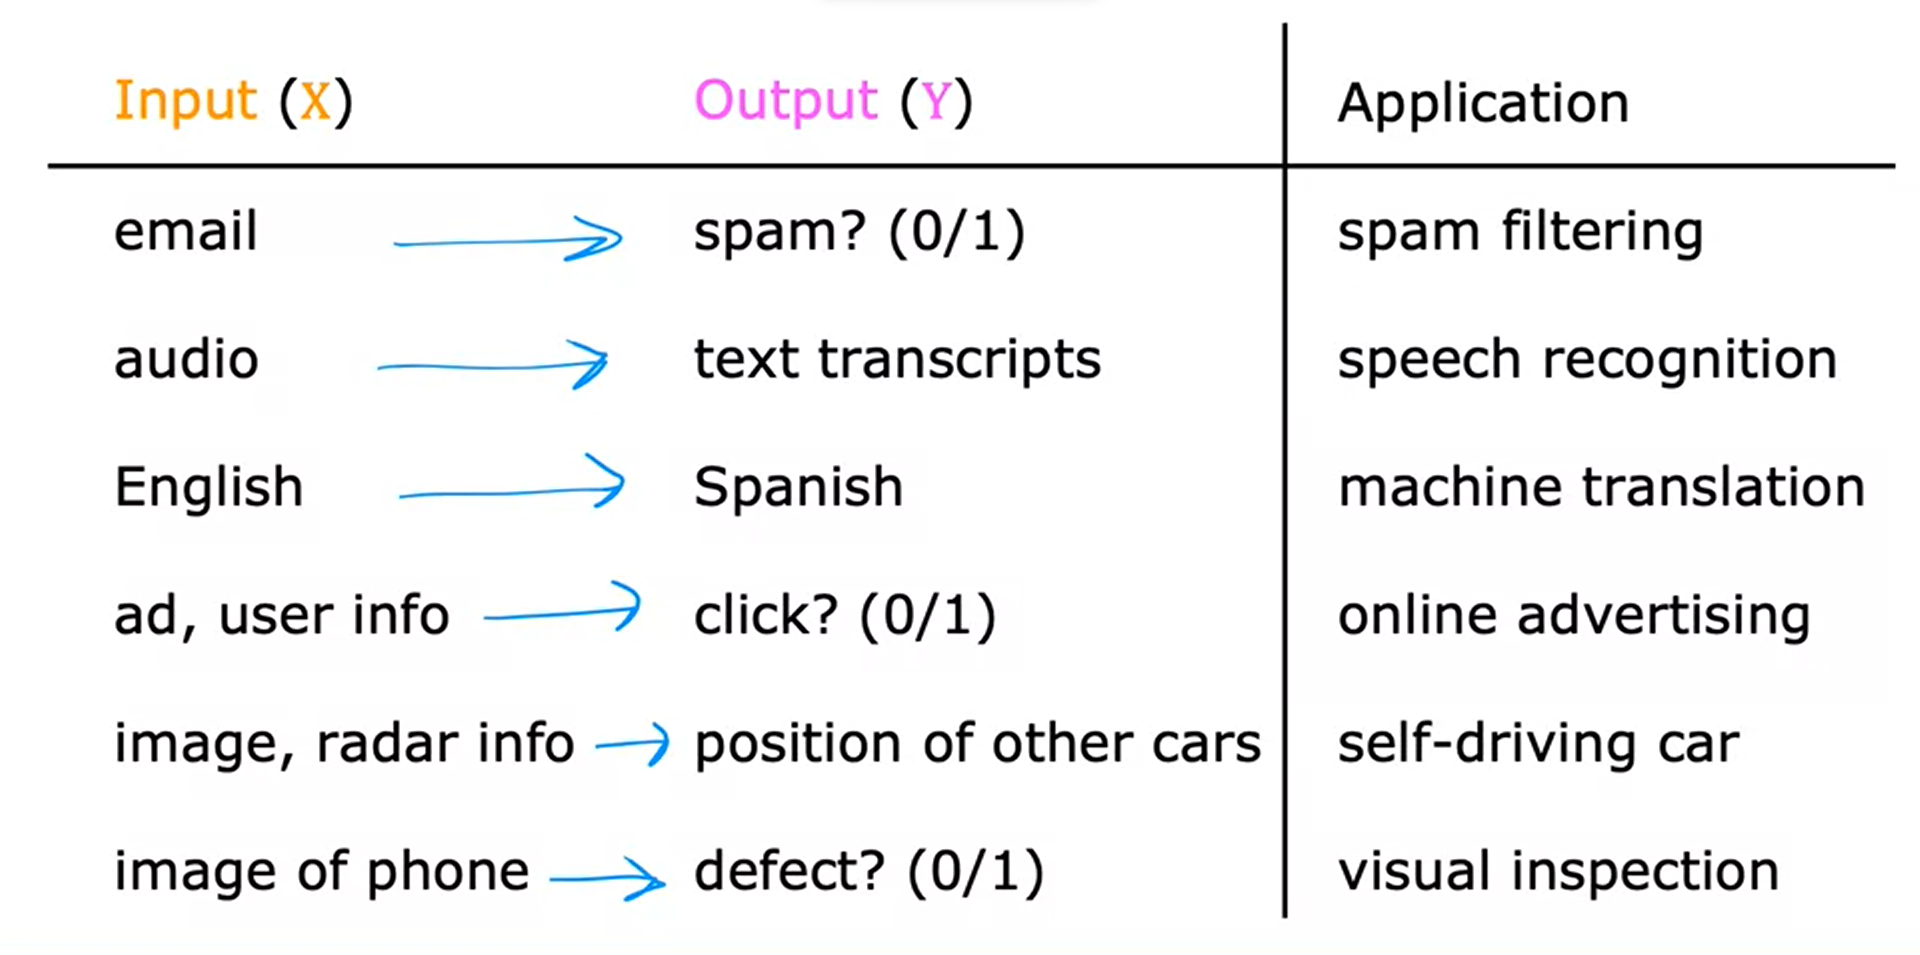 Input (X) Output (Y) Application
email spam? (0/1) spam filtering
audio text transcripts speech recognition
English Spanish machine translation
ad, user info click? (0/1) online advertising
image, radar info position of other cars self-driving car
image of phone defect? (0/1) visual inspection